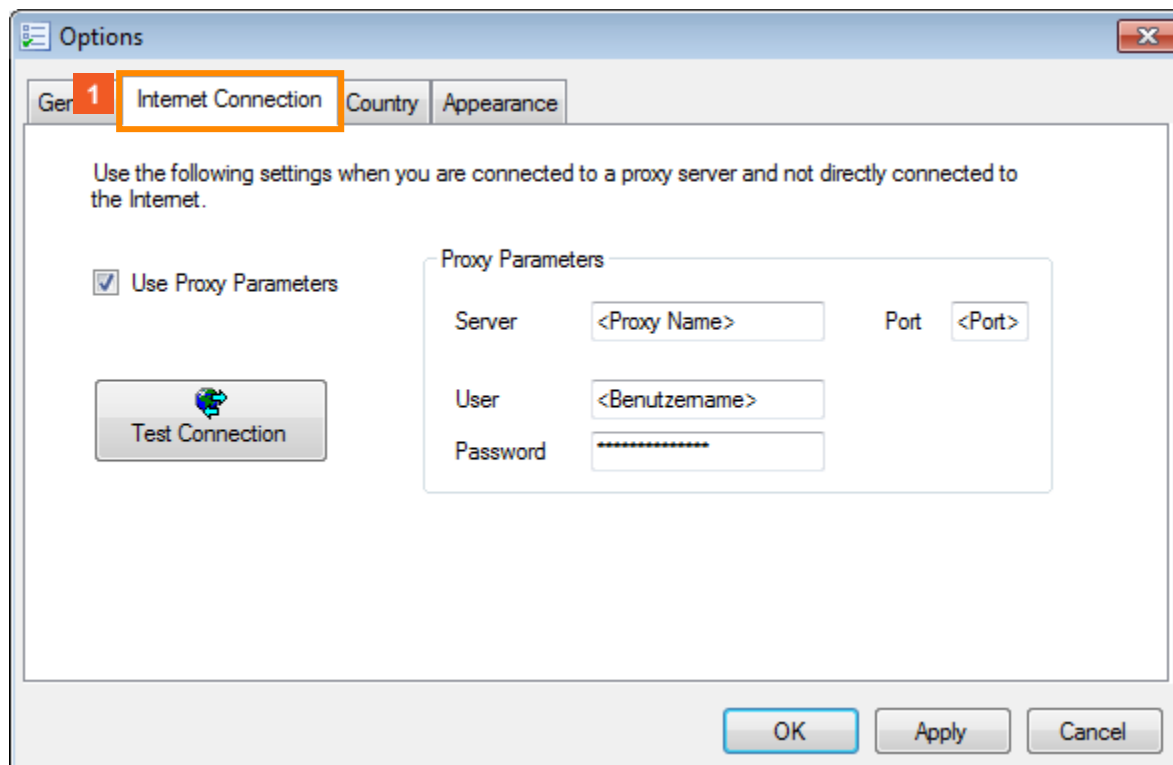 Options
Ger
1
Internet Connection
Country
Appearance
Use the following settings when you are connected to a proxy server and not directly connected to
the Internet.
Use Proxy Parameters
Proxy Parameters
Server <Proxy Name> Port <Port>
Test Connection
User <Benutzername>
Password **************
OK Apply Cancel